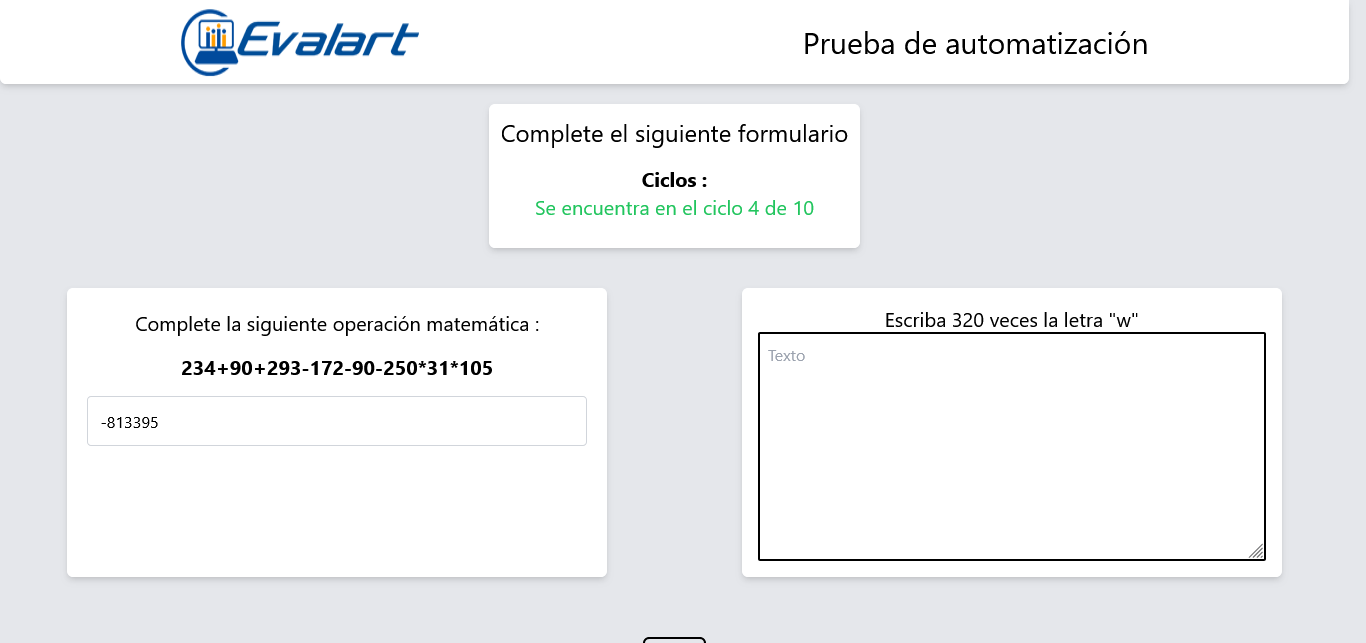 Evalart
Prueba de automatización
Complete el siguiente formulario
Ciclos :
Se encuentra en el ciclo 4 de 10
Complete la siguiente operación matemática :
234+90+293-172-90-250*31*105
-813395
Escriba 320 veces la letra "w"
Texto